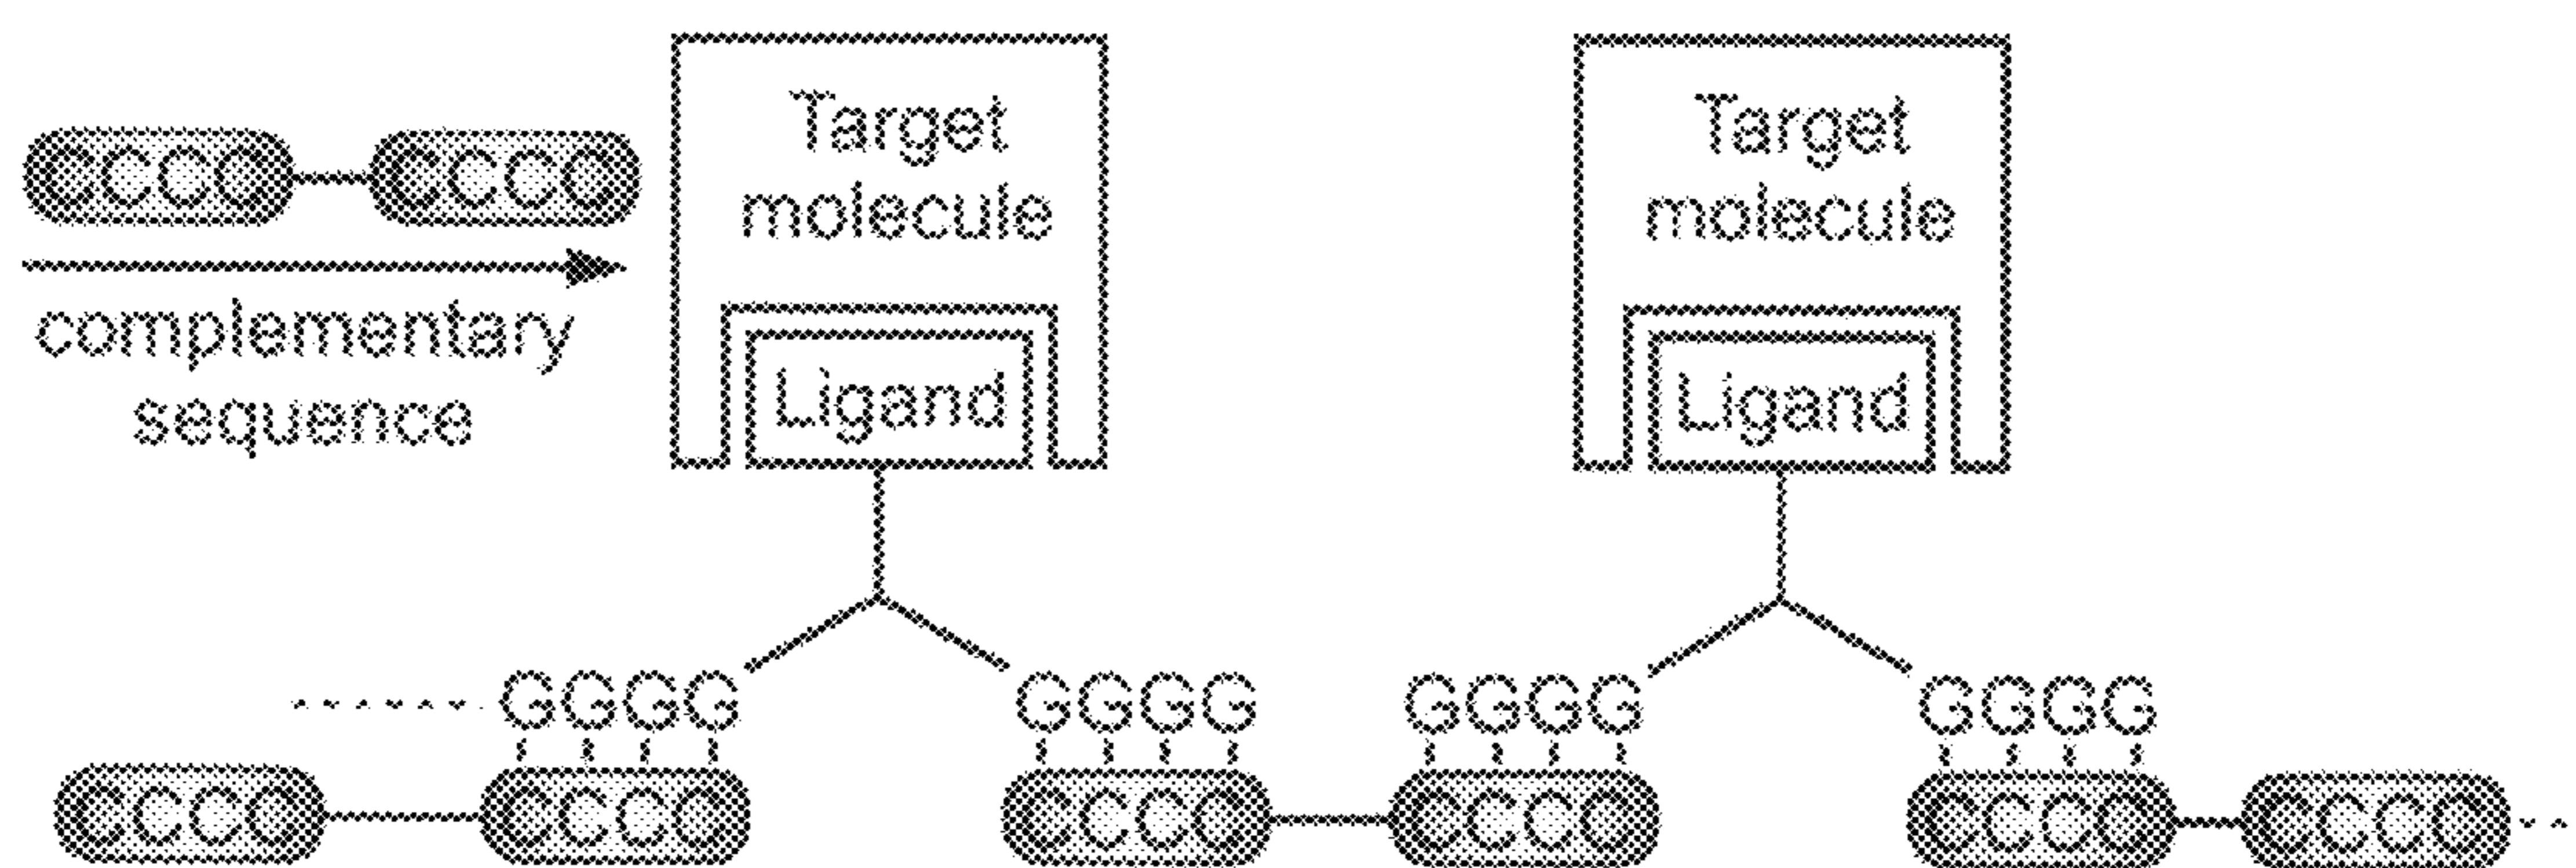 CCCC CCCC
complementary
sequence
Target
molecule
Ligand
Target
molecule
Ligand
GGGG GGGG GGGG GGGG
CCCC CCCC CCCC CCCC CCCC CCCC